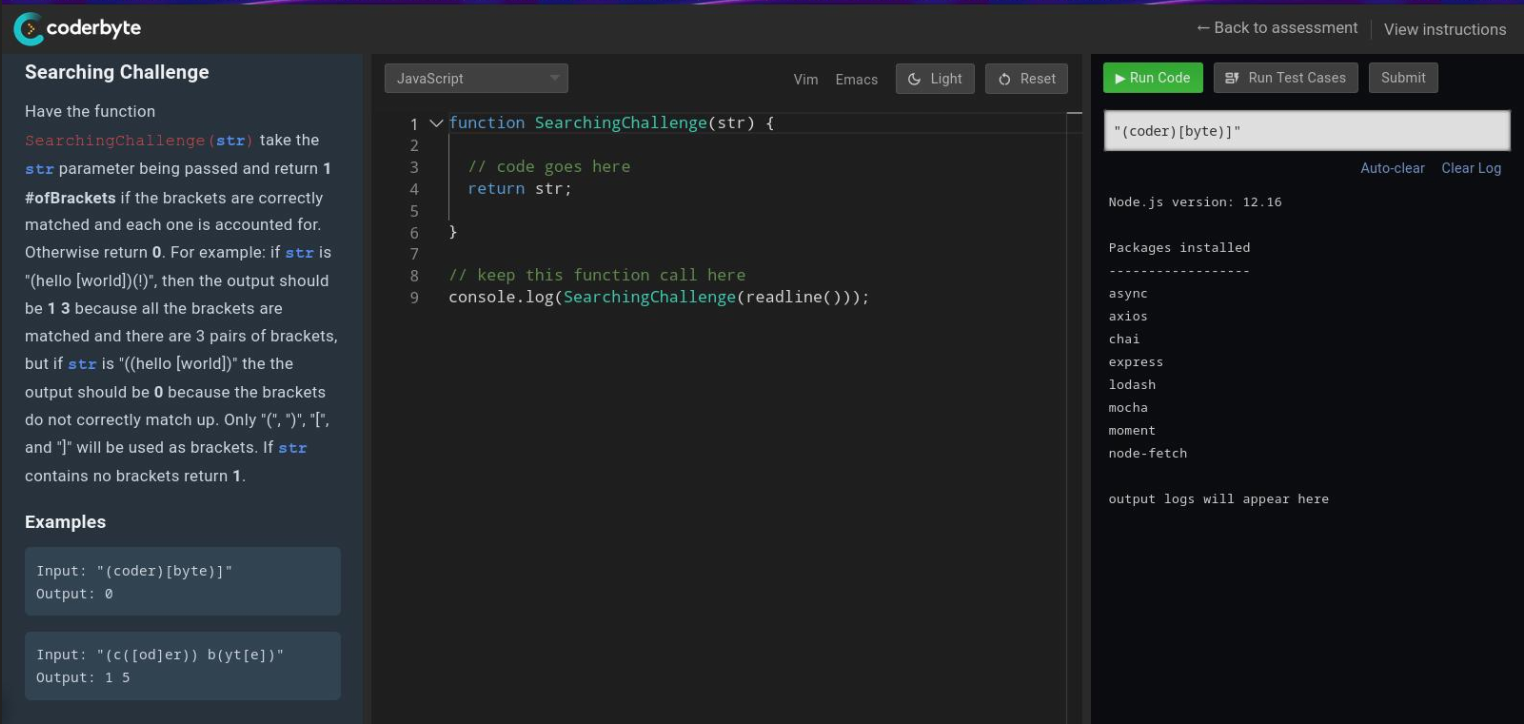 coderbyte
← Back to assessment
View instructions
Searching Challenge
Have the function
SearchingChallenge(str) take the
str parameter being passed and return 1
#ofBrackets if the brackets are correctly
matched and each one is accounted for.
Otherwise return 0. For example: if str is
"(hello [world])(!)", then the output should
be 1 3 because all the brackets are
matched and there are 3 pairs of brackets,
but if str is "((hello [world])" the the
output should be 0 because the brackets
do not correctly match up. Only "(", ")", "[",
and "]" will be used as brackets. If str
contains no brackets return 1.
Examples
Input: "(coder)[byte)]"
Output: 0
Input: "(c([od]er)) b(yt[e])"
Output: 1 5
JavaScript
Vim
Emacs
Light
Reset
1 function SearchingChallenge(str) {
2
3 // code goes here
4 return str;
5
6 }
7
8 // keep this function call here
9 console.log(SearchingChallenge(readline()));
Run Code
Run Test Cases
Submit
"(coder)[byte)]"
Auto-clear
Clear Log
Node.js version: 12.16
Packages installed
------------------
async
axios
chai
express
lodash
mocha
moment
node-fetch
output logs will appear here